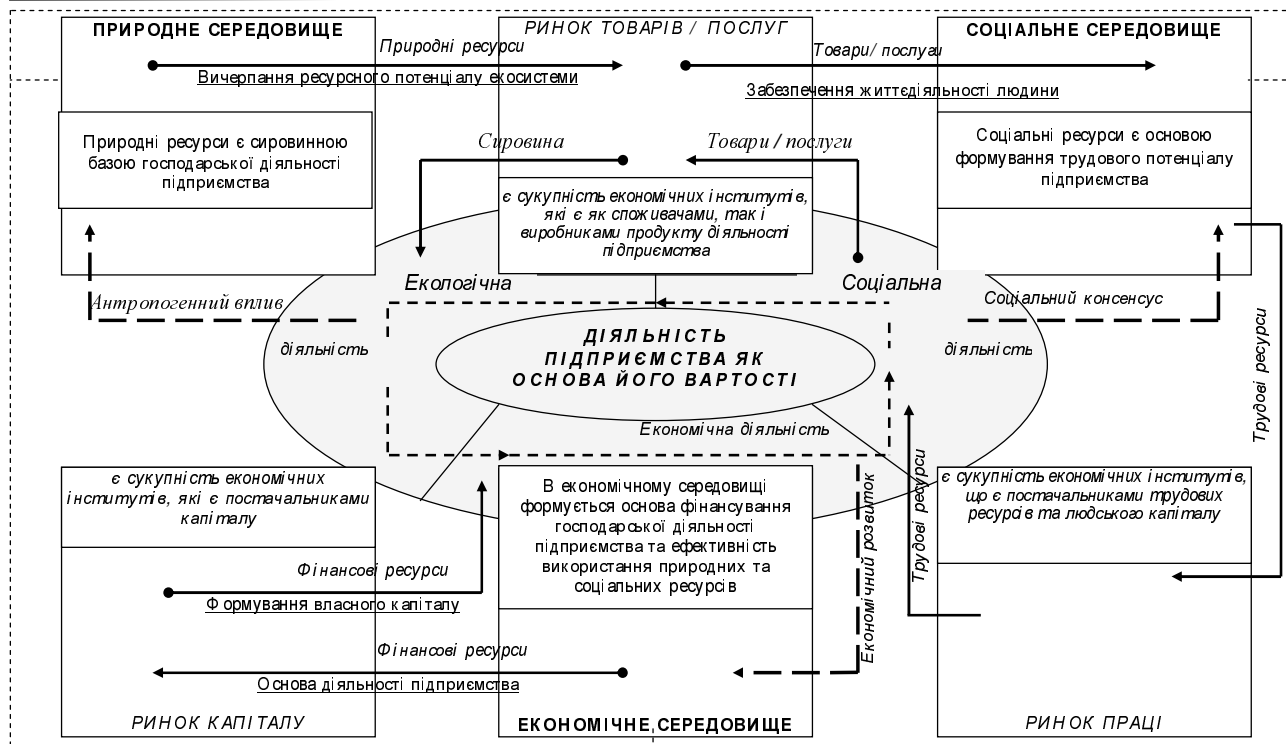 ПРИРОДНЕ СЕРЕДОВИЩЕ
РИНОК ТОВАРІВ / ПОСЛУГ
СОЦІАЛЬНЕ СЕРЕДОВИЩЕ
Природні ресурси
Вичерпання ресурсного потенціалу екосистеми
Товари/ послуги
Забезпечення життєдіяльності людини
Природні ресурси є сировинною
базою господарської діяльності
підприємства
Сировина
Товари / послуги
Соціальні ресурси є основою
формування трудового потенціалу
підприємства
є сукупність економічних інститутів,
які є як споживачами, так і
виробниками продукту діяльності
підприємства
Екологічна
Соціальна
Антропогенний вплив
Соціальний консенсус
діяльність
ДІЯЛЬНІСТЬ
ПІДПРИЄМСТВА ЯК
ОСНОВА ЙОГО ВАРТОСТІ
діяльність
Трудові ресурси
Економічна діяльність
є сукупність економічних
інститутів, які є постачальниками
капіталу
В економічному середовищі
формується основа фінансування
господарської діяльності
підприємства та ефективність
використання природних та
соціальних ресурсів
Економічний розвиток
Трудові ресурси
є сукупність економічних інститутів,
що є постачальниками трудових
ресурсів та людського капіталу
Фінансові ресурси
Формування власного капіталу
Фінансові ресурси
Основа діяльності підприємства
РИНОК КАПІТАЛУ
ЕКОНОМІЧНЕ СЕРЕДОВИЩЕ
РИНОК ПРАЦІ